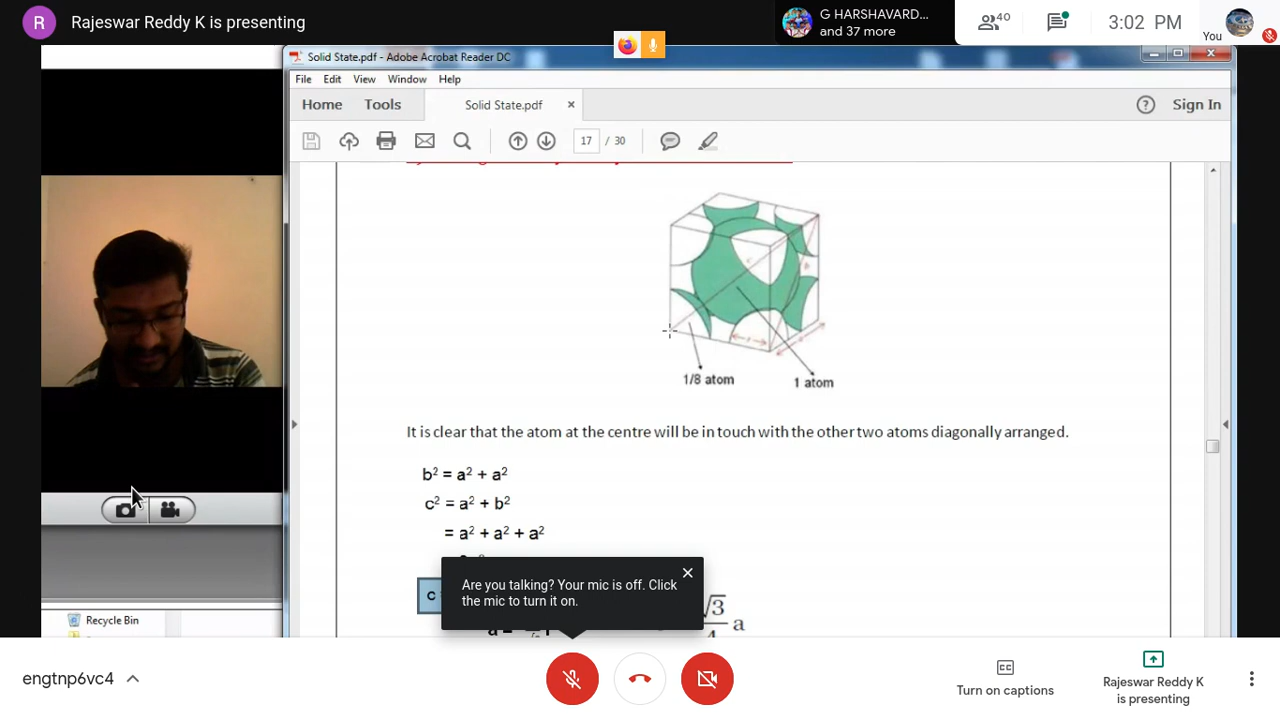 R
Rajeswar Reddy K is presenting
G HARSHAVARD...
and 37 more
40
3:02 PM
You
Solid State.pdf - Adobe Acrobat Reader DC
File Edit View Window Help
Home Tools Solid State.pdf × ? Sign In
17 / 30
1/8 atom
1 atom
It is clear that the atom at the centre will be in touch with the other two atoms diagonally arranged.
b² = a² + a²
c² = a² + b²
= a² + a² + a²
c
Are you talking? Your mic is off. Click
the mic to turn it on.
√3
4
a
a =
Recycle Bin
engtnp6vc4
CC
Turn on captions
Rajeswar Reddy K
is presenting